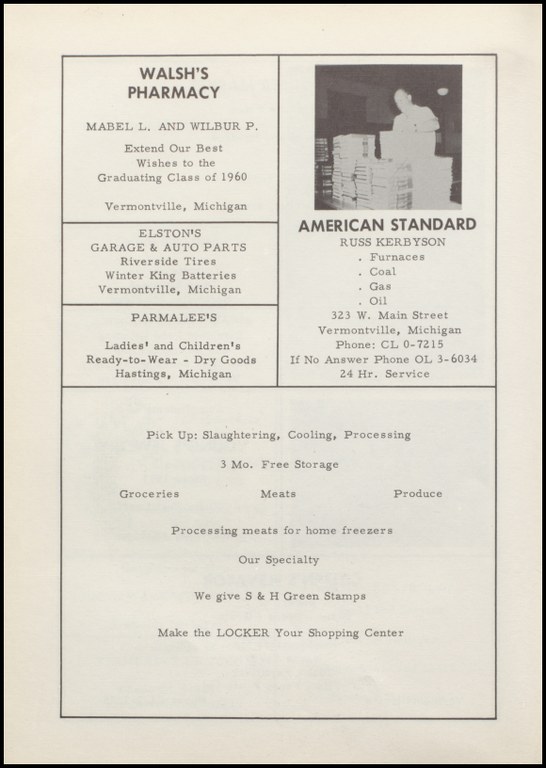 WALSH'S
PHARMACY
MABEL L. AND WILBUR P.
Extend Our Best
Wishes to the
Graduating Class of 1960
Vermontville, Michigan
ELSTON'S
GARAGE & AUTO PARTS
Riverside Tires
Winter King Batteries
Vermontville, Michigan
PARMALEE'S
Ladies' and Children's
Ready-to-Wear - Dry Goods
Hastings, Michigan
AMERICAN STANDARD
RUSS KERBYSON
. Furnaces
. Coal
. Gas
. Oil
323 W. Main Street
Vermontville, Michigan
Phone: CL 0-7215
If No Answer Phone OL 3-6034
24 Hr. Service
Pick Up: Slaughtering, Cooling, Processing
3 Mo. Free Storage
Groceries Meats Produce
Processing meats for home freezers
Our Specialty
We give S & H Green Stamps
Make the LOCKER Your Shopping Center